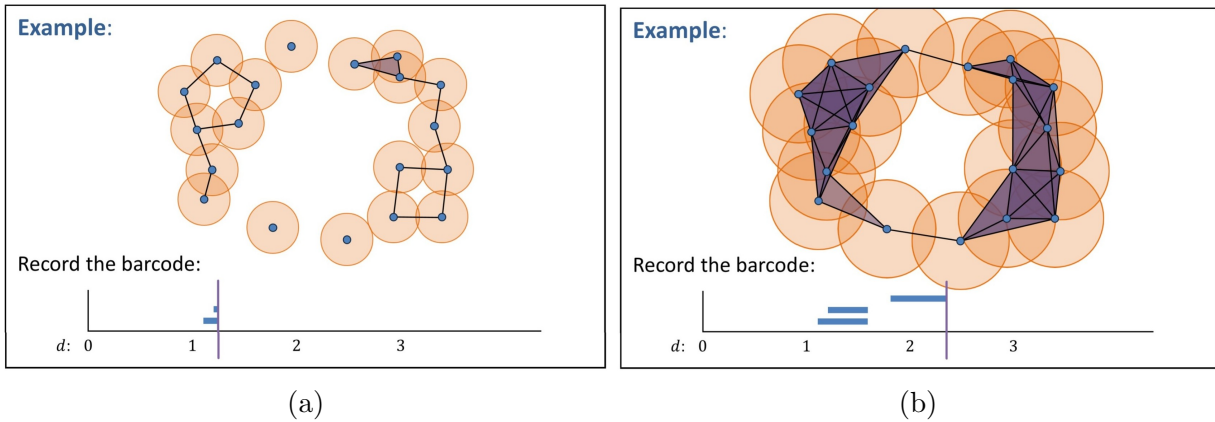 Example:
Record the barcode:
d: 0 1 2 3
(a)
Example:
Record the barcode:
d: 0 1 2 3
(b)